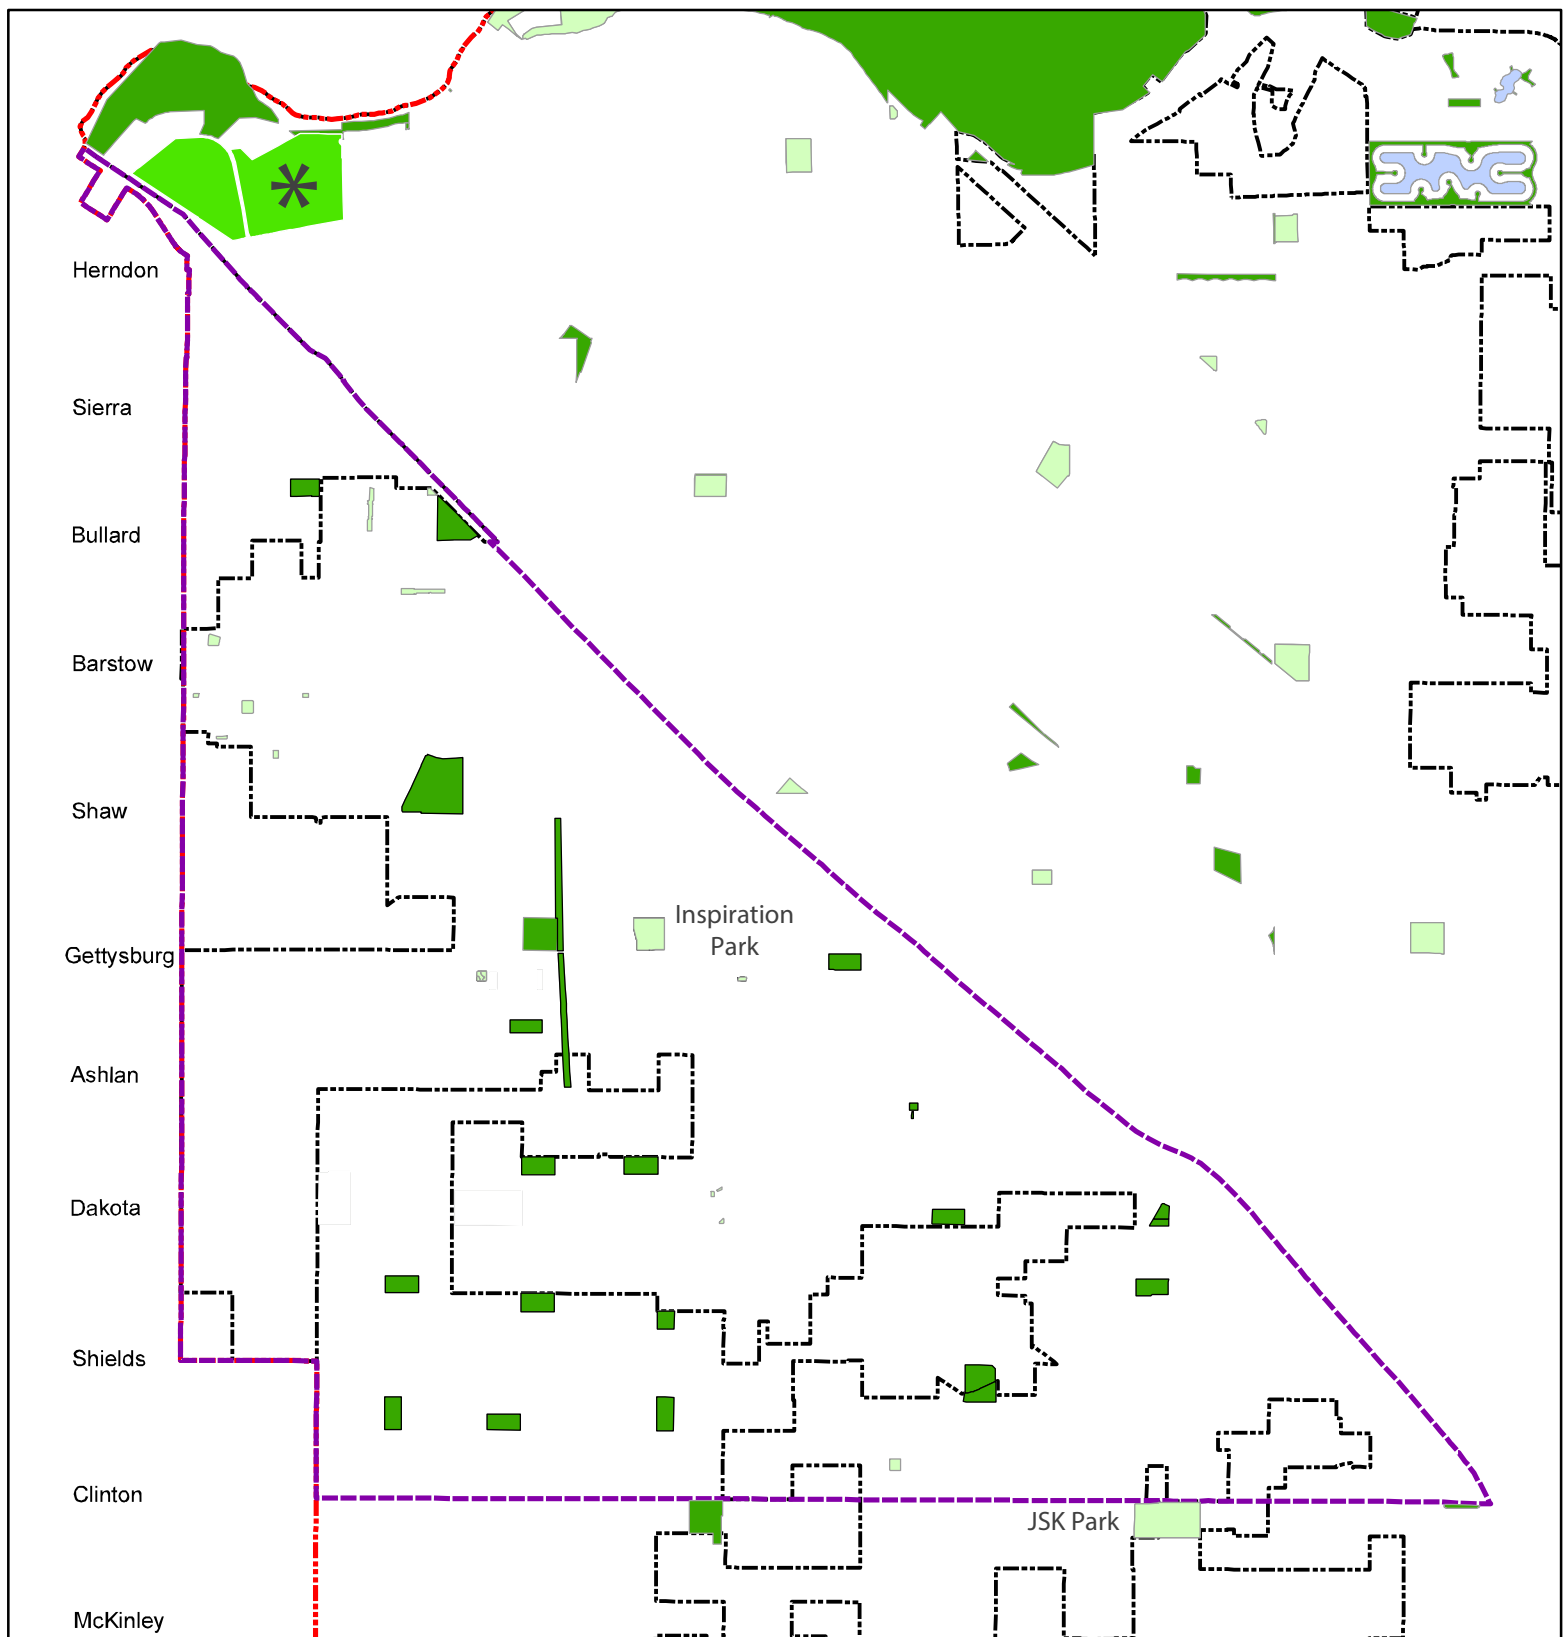 Herndon
Sierra
Bullard
Barstow
Shaw
Inspiration
Park
Gettysburg
Ashlan
Dakota
Shields
Clinton
JSK Park
McKinley